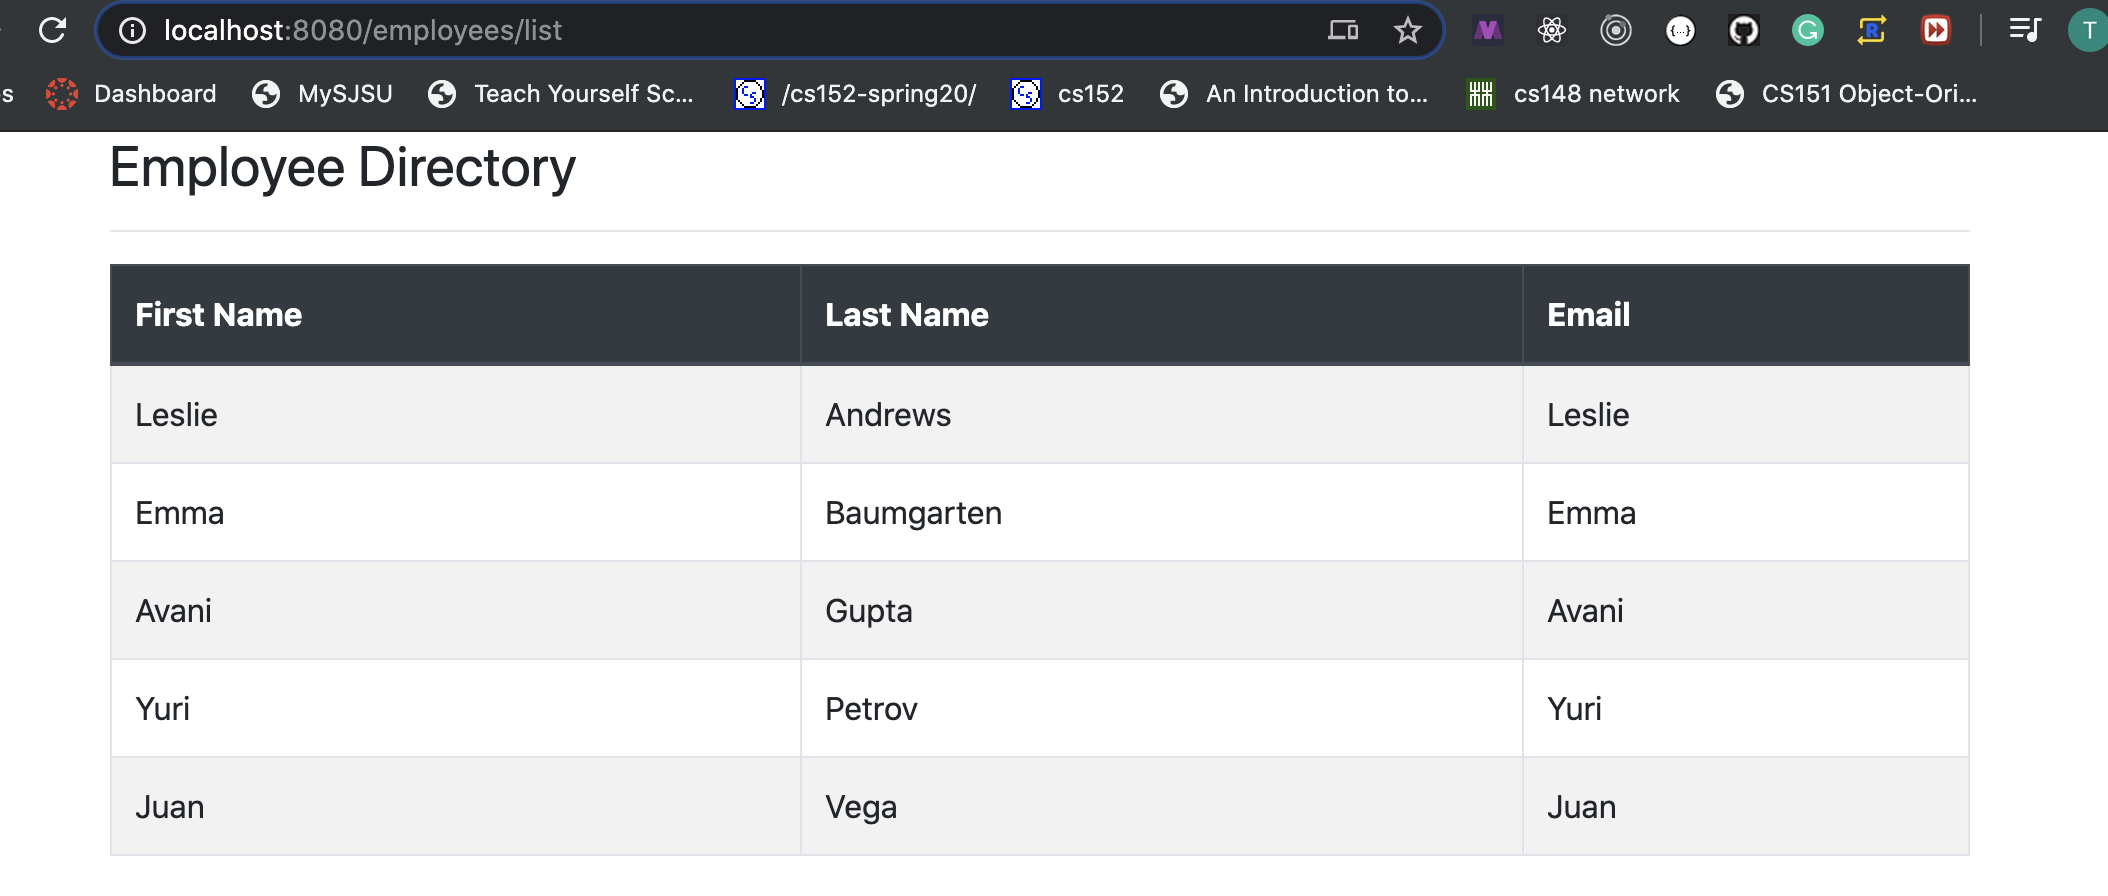 localhost:8080/employees/list
T
s Dashboard MySJSU Teach Yourself Sc... /cs152-spring20/ cs152 An Introduction to... cs148 network CS151 Object-Ori...
Employee Directory
First Name Last Name Email
Leslie Andrews Leslie
Emma Baumgarten Emma
Avani Gupta Avani
Yuri Petrov Yuri
Juan Vega Juan